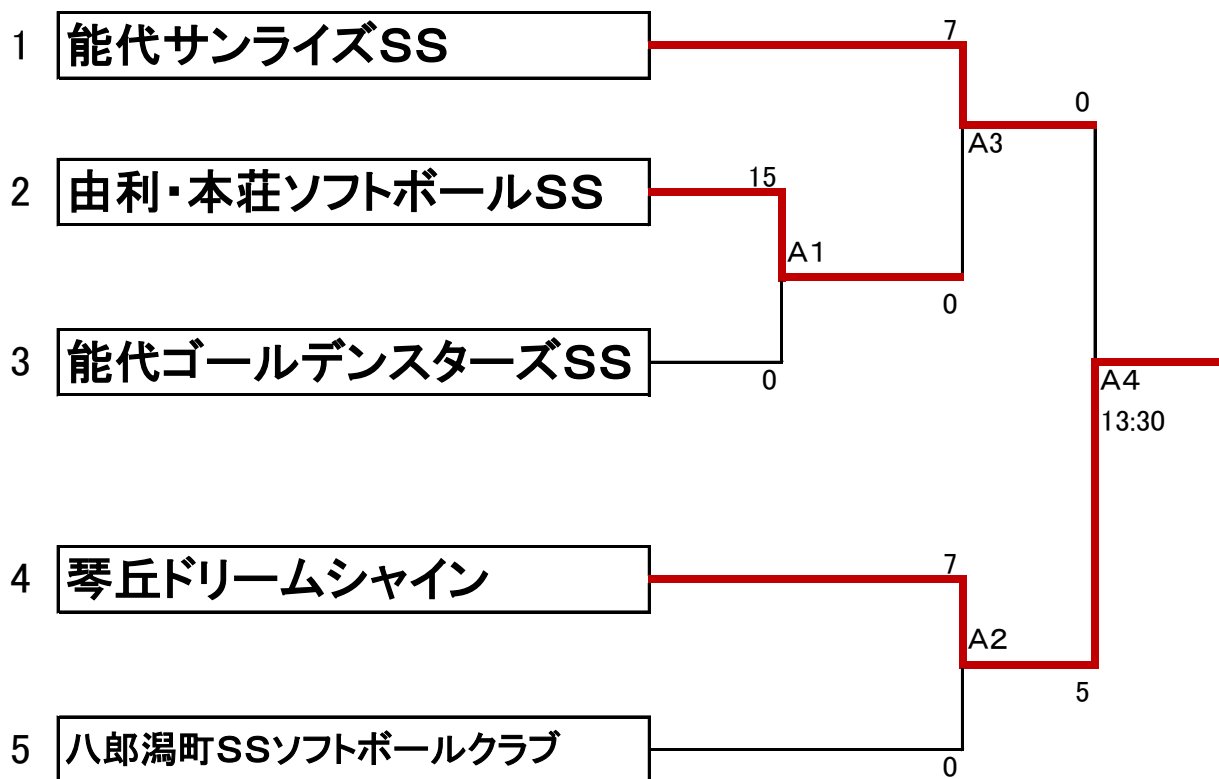 1 能代サンライズSS 7
0
A3
2 由利・本荘ソフトボールSS 15
A1
0
3 能代ゴールデンスターズSS 0
A4
13:30
4 琴丘ドリームシャイン 7
A2
5
5 八郎潟町SSソフトボールクラブ 0